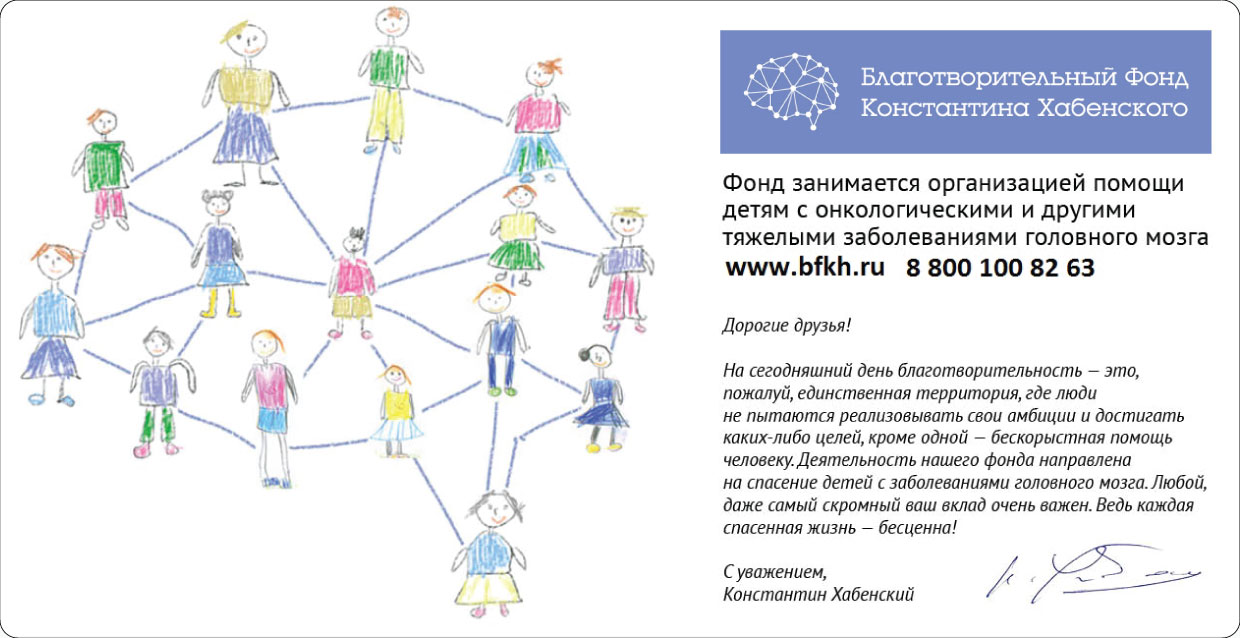 Благотворительный Фонд
Константина Хабенского
Фонд занимается организацией помощи
детям с онкологическими и другими
тяжелыми заболеваниями головного мозга
www.bfkh.ru 8 800 100 82 63
Дорогие друзья!
На сегодняшний день благотворительность — это,
пожалуй, единственная территория, где люди
не пытаются реализовывать свои амбиции и достигать
каких-либо целей, кроме одной — бескорыстная помощь
человеку. Деятельность нашего фонда направлена
на спасение детей с заболеваниями головного мозга. Любой,
даже самый скромный ваш вклад очень важен. Ведь каждая
спасенная жизнь — бесценна!
С уважением,
Константин Хабенский